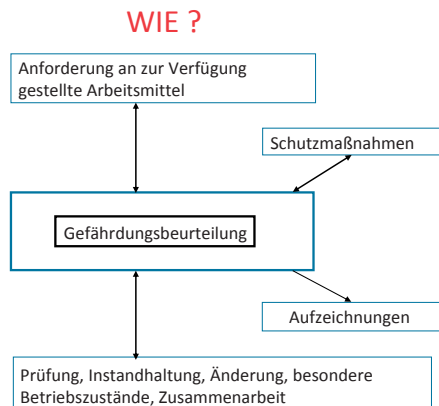 WIE ?
Anforderung an zur Verfügung
gestellte Arbeitsmittel
Schutzmaßnahmen
Gefährdungsbeurteilung
Aufzeichnungen
Prüfung, Instandhaltung, Änderung, besondere
Betriebszustände, Zusammenarbeit